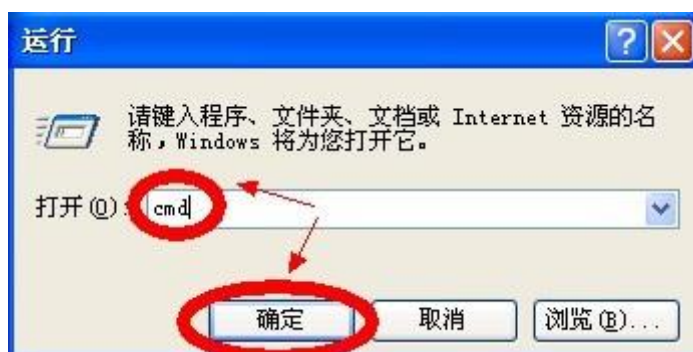 运行
请键入程序、文件夹、文档或 Internet 资源的名
称,Windows 将为您打开它。
打开(O): cmd
确定 取消 浏览(B)...